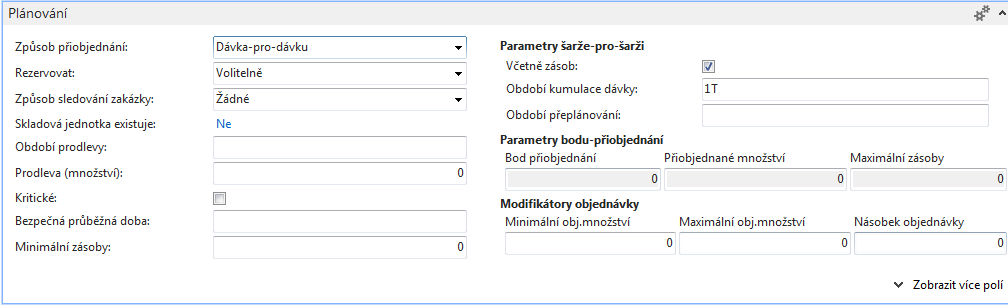 Plánování
Způsob přiobjednání:
Dávka-pro-dávku
Rezervovat:
Volitelně
Způsob sledování zakázky:
Žádné
Skladová jednotka existuje:
Ne
Období prodlevy:
Prodleva (množství):
0
Kritické:
Bezpečná průběžná doba:
Minimální zásoby:
0
Parametry šarže-pro-šarži
Včetně zásob:
Období kumulace dávky:
1T
Období přeplánování:
Parametry bodu-přiobjednání
Bod přiobjednání Přiobjednané množství Maximální zásoby
0 0 0
Modifikátory objednávky
Minimální obj.množství Maximální obj.množství Násobek objednávky
0 0 0
Zobrazit více polí